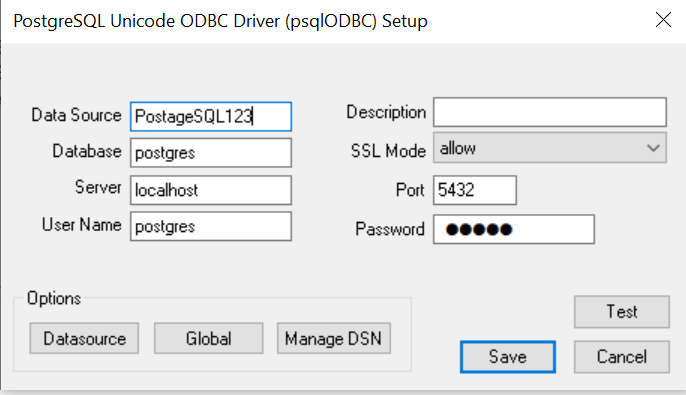 PostgreSQL Unicode ODBC Driver (psqlODBC) Setup
Data Source PostageSQL123 Description
Database postgres SSL Mode allow
Server localhost Port 5432
User Name postgres Password ●●●●●
Options
Datasource Global Manage DSN Test
Save Cancel